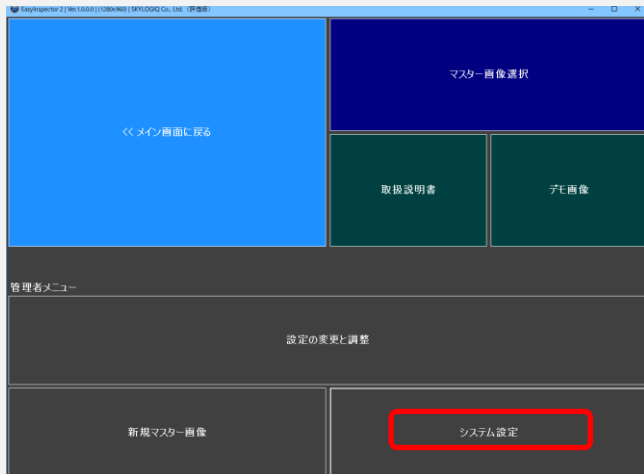 EasyInspector 2 | Ver 1.0.0.0 | (1280x960) | SKYLOGIQ Co., Ltd.（評価版）
<< メイン画面に戻る
マスター画像選択
取扱説明書
デモ画像
管理者メニュー
設定の変更と調整
新規マスター画像
システム設定